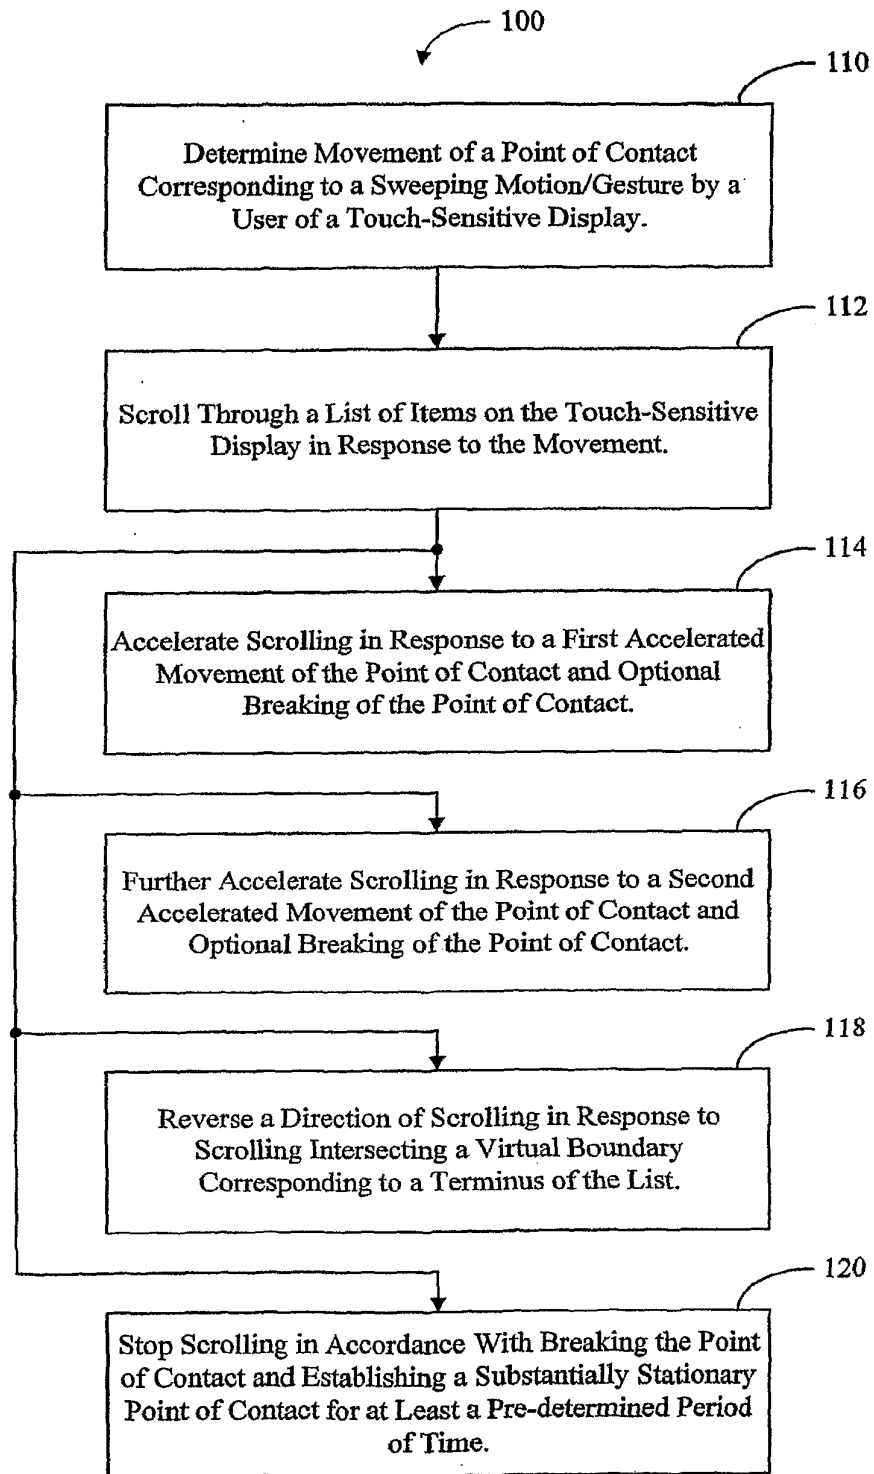 100
110
Determine Movement of a Point of Contact
Corresponding to a Sweeping Motion/Gesture by a
User of a Touch-Sensitive Display.
112
Scroll Through a List of Items on the Touch-Sensitive
Display in Response to the Movement.
114
Accelerate Scrolling in Response to a First Accelerated
Movement of the Point of Contact and Optional
Breaking of the Point of Contact.
116
Further Accelerate Scrolling in Response to a Second
Accelerated Movement of the Point of Contact and
Optional Breaking of the Point of Contact.
118
Reverse a Direction of Scrolling in Response to
Scrolling Intersecting a Virtual Boundary
Corresponding to a Terminus of the List.
120
Stop Scrolling in Accordance With Breaking the Point
of Contact and Establishing a Substantially Stationary
Point of Contact for at Least a Pre-determined Period
of Time.